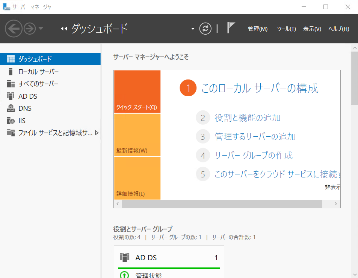 サーバー マネージャー
ダッシュボード
管理(M) ツール(T) 表示(V) ヘルプ(H)
ダッシュボード
ローカル サーバー
すべてのサーバー
AD DS
DNS
IIS
ファイル サービスと記憶域サ...
サーバー マネージャーへようこそ
クイック スタート(Q)
最新情報(W)
詳細情報(L)
1 このローカル サーバーの構成
2 役割と機能の追加
3 管理するサーバーの追加
4 サーバー グループの作成
5 このサーバーをクラウド サービスに接続す
非表示
役割とサーバー グループ
役割の数: 4 | サーバー グループの数: 1 | サーバーの合計数: 1
AD DS 1
管理状態